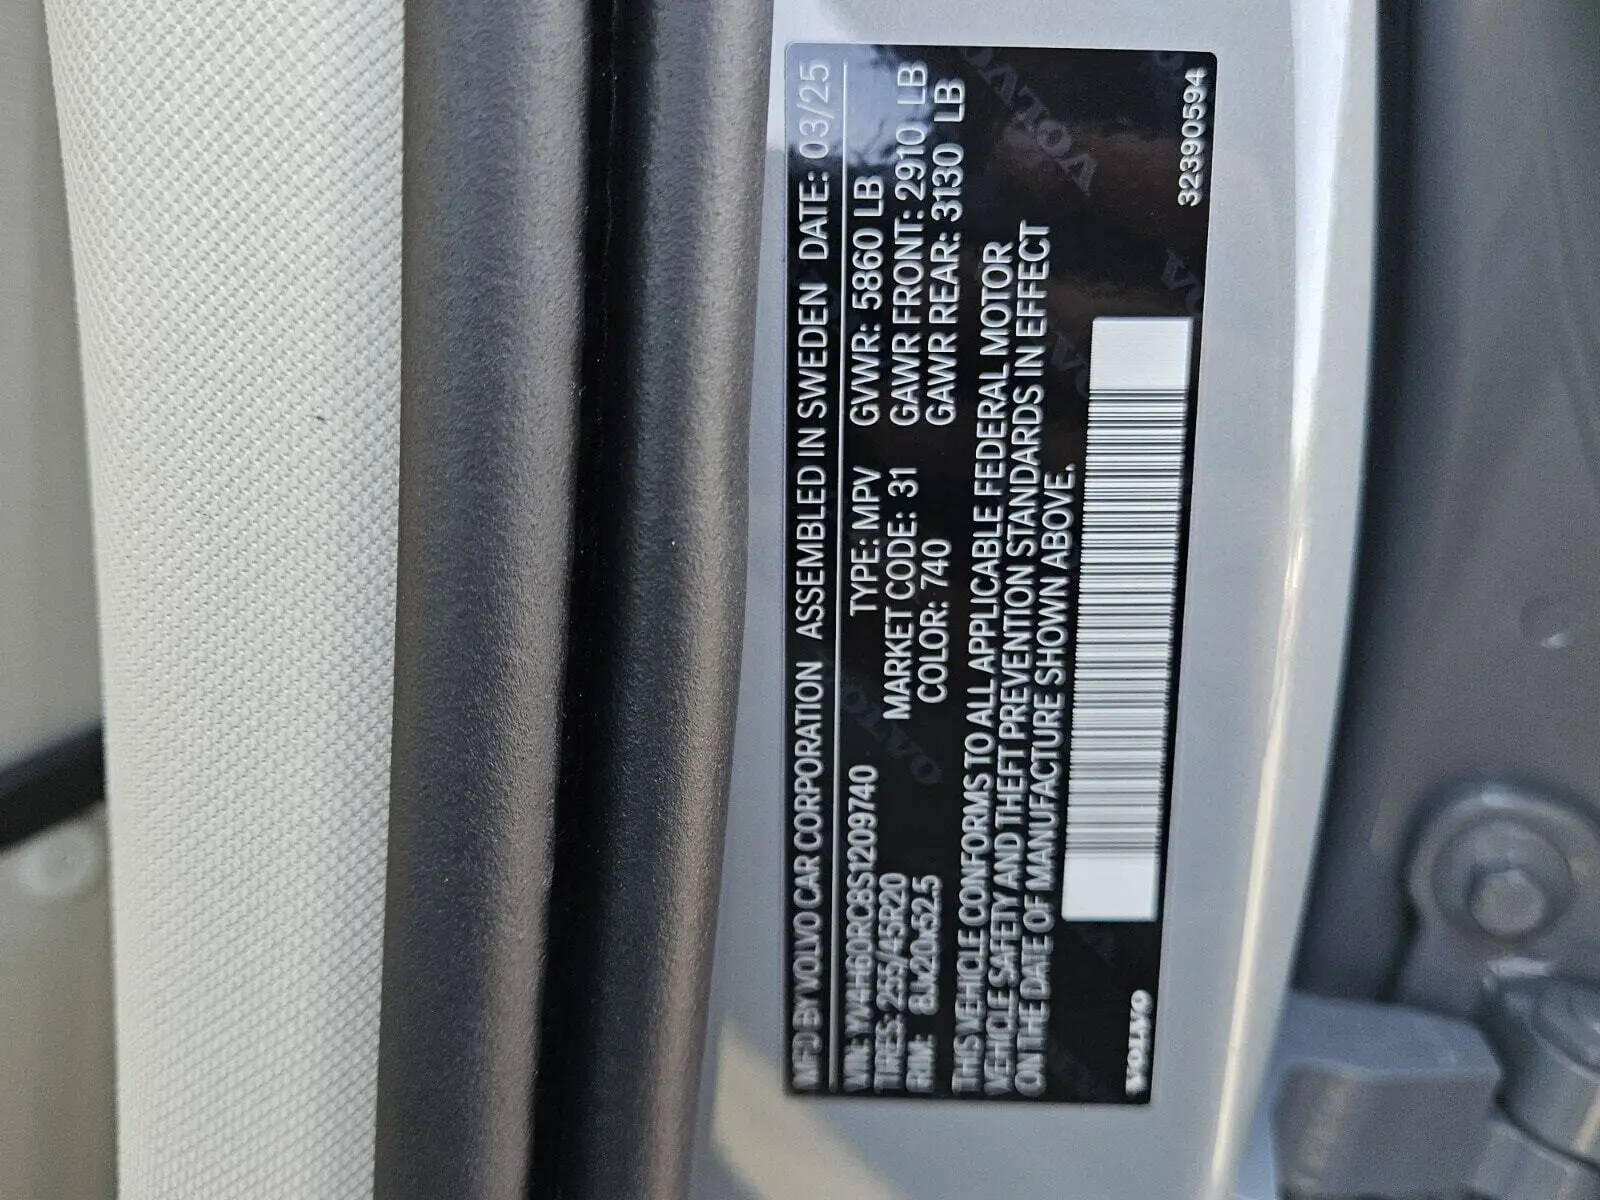 MFD BY VOLVO CAR CORPORATION ASSEMBLED IN SWEDEN DATE: 03/25
VIN: YV4H60RC8S1209740 TYPE: MPV GVWR: 5860 LB
TIRES: 255/45R20 MARKET CODE: 31 GAWR FRONT: 2910 LB
RIM: 8Jx20x52.5 COLOR: 740 GAWR REAR: 3130 LB
THIS VEHICLE CONFORMS TO ALL APPLICABLE FEDERAL MOTOR
VEHICLE SAFETY AND THEFT PREVENTION STANDARDS IN EFFECT
ON THE DATE OF MANUFACTURE SHOWN ABOVE.
VOLVO 32390594